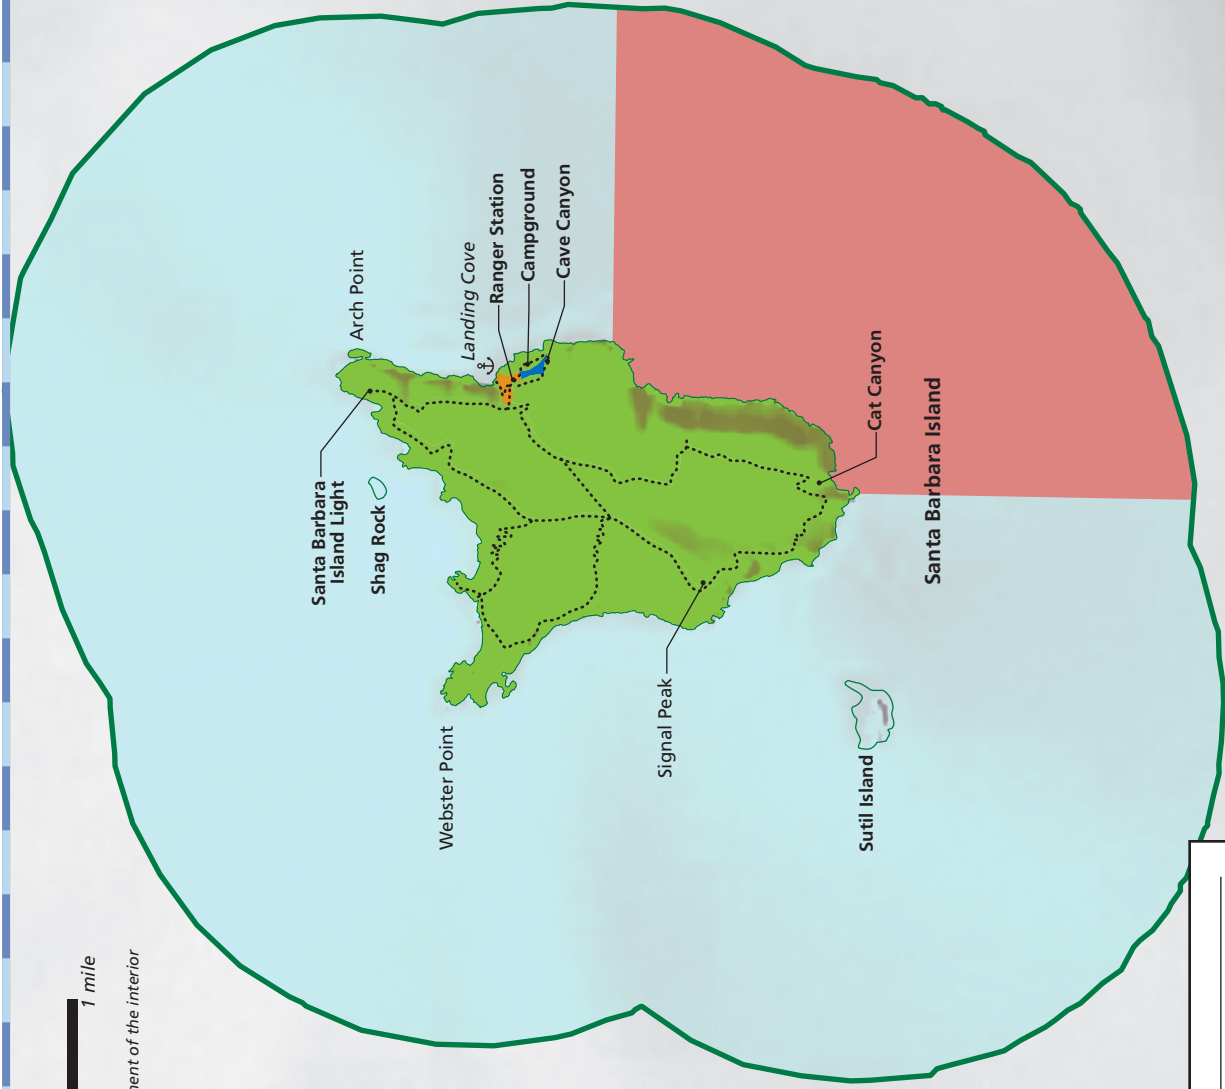 1 mile
ment of the interior
Santa Barbara
Island Light
Shag Rock
Arch Point
Landing Cove
Ranger Station
Campground
Cave Canyon
Webster Point
Signal Peak
Cat Canyon
Sutil Island
Santa Barbara Island